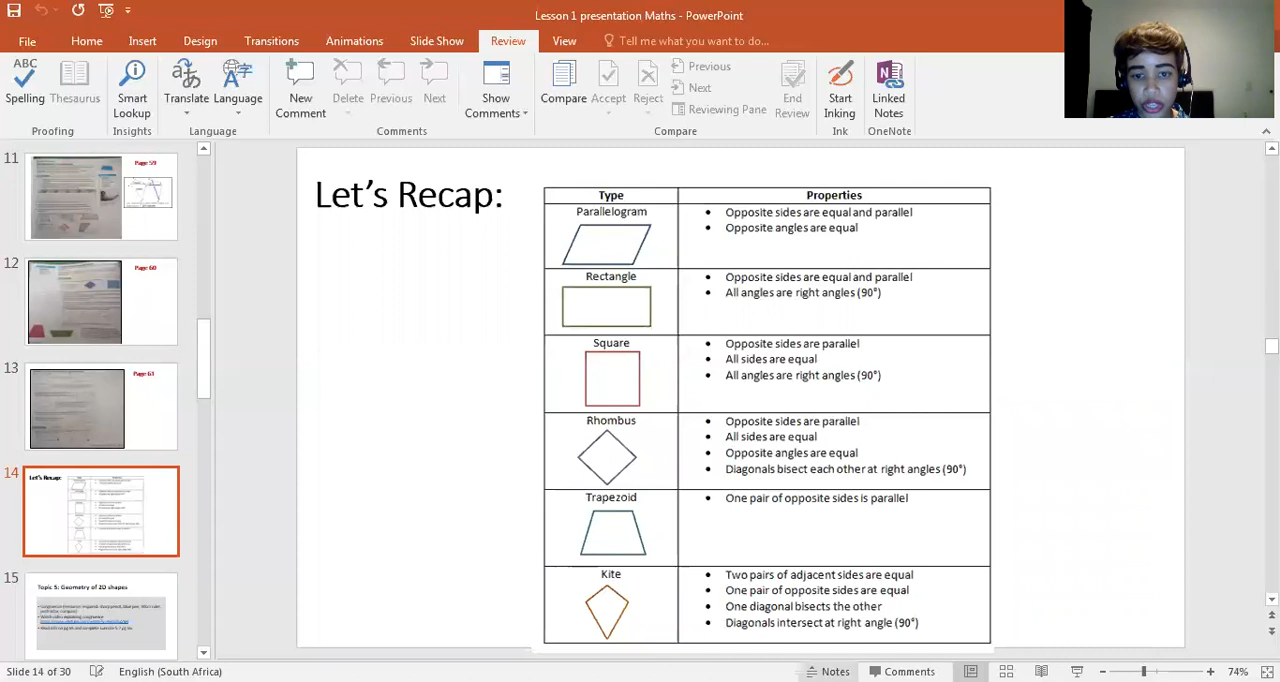 Lesson 1 presentation Maths - PowerPoint
File Home Insert Design Transitions Animations Slide Show Review View Tell me what you want to do...
ABC
Spelling Thesaurus Smart Lookup Translate Language New Comment Delete Previous Next Show Comments Compare Accept Reject Previous Next Reviewing Pane End Review Start Inking Linked Notes
Proofing Insights Language Comments Compare Ink OneNote
11
Page 59
12
Page 60
13
Page 61
14
Let's Recap:
15
Topic 5: Geometry of 2D shapes
Let's Recap:
Type Properties
Parallelogram
• Opposite sides are equal and parallel
• Opposite angles are equal
Rectangle
• Opposite sides are equal and parallel
• All angles are right angles (90°)
Square
• Opposite sides are parallel
• All sides are equal
• All angles are right angles (90°)
Rhombus
• Opposite sides are parallel
• All sides are equal
• Opposite angles are equal
• Diagonals bisect each other at right angles (90°)
Trapezoid
• One pair of opposite sides is parallel
Kite
• Two pairs of adjacent sides are equal
• One pair of opposite sides are equal
• One diagonal bisects the other
• Diagonals intersect at right angle (90°)
Slide 14 of 30 English (South Africa) Notes Comments 74%